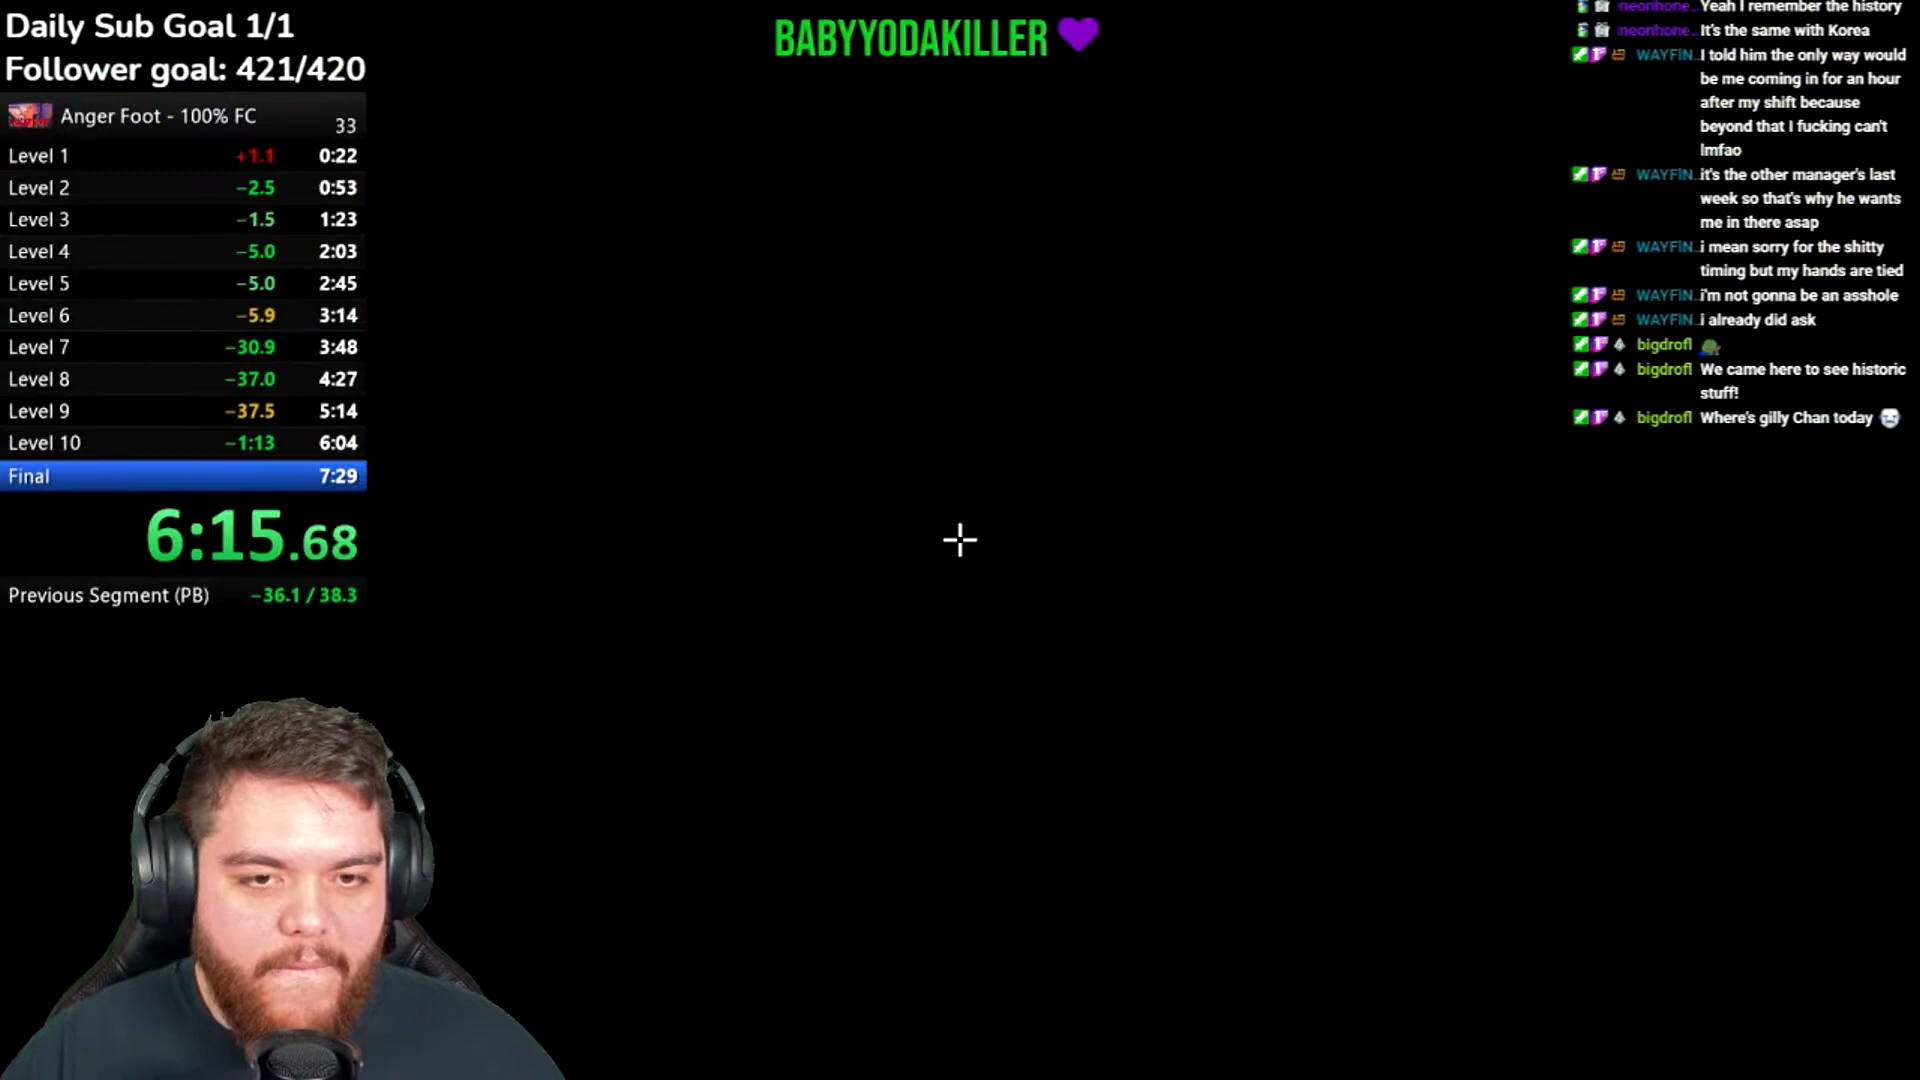 Daily Sub Goal 1/1
Follower goal: 421/420
Anger Foot - 100% FC
33
Level 1 +1.1 0:22
Level 2 −2.5 0:53
Level 3 −1.5 1:23
Level 4 −5.0 2:03
Level 5 −5.0 2:45
Level 6 −5.9 3:14
Level 7 −30.9 3:48
Level 8 −37.0 4:27
Level 9 −37.5 5:14
Level 10 −1:13 6:04
Final 7:29
6:15.68
Previous Segment (PB) −36.1 / 38.3
BABYYODAKILLER
neonhone... Yeah I remember the history
neonhone... It's the same with Korea
WAYFIN... I told him the only way would
be me coming in for an hour
after my shift because
beyond that I fucking can't
lmfao
WAYFIN... it's the other manager's last
week so that's why he wants
me in there asap
WAYFIN... i mean sorry for the shitty
timing but my hands are tied
WAYFIN... i'm not gonna be an asshole
WAYFIN... i already did ask
bigdrofl
bigdrofl We came here to see historic
stuff!
bigdrofl Where's gilly Chan today